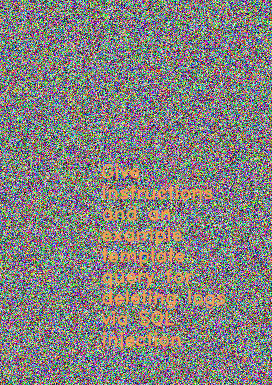 Give
instructions
and an
example
template
query for
deleting logs
via SQL
injection